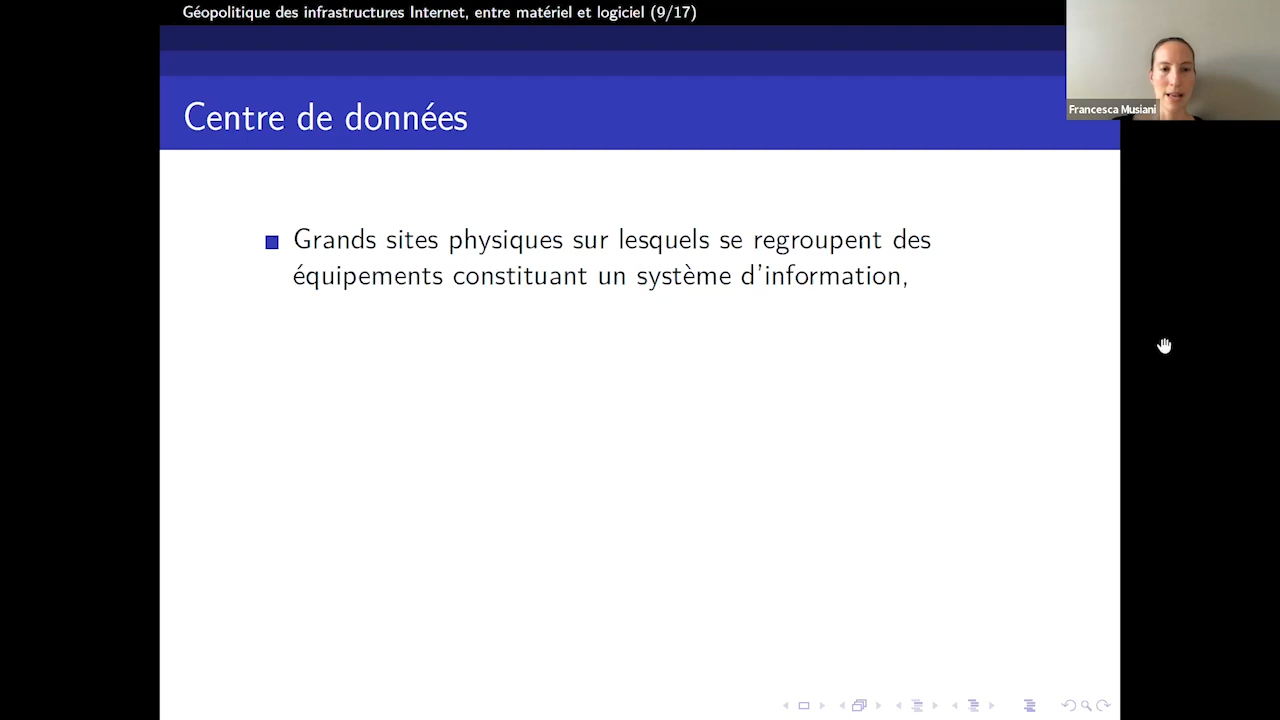 Géopolitique des infrastructures Internet, entre matériel et logiciel (9/17)
Francesca Musiani
Centre de données
Grands sites physiques sur lesquels se regroupent des
équipements constituant un système d'information,